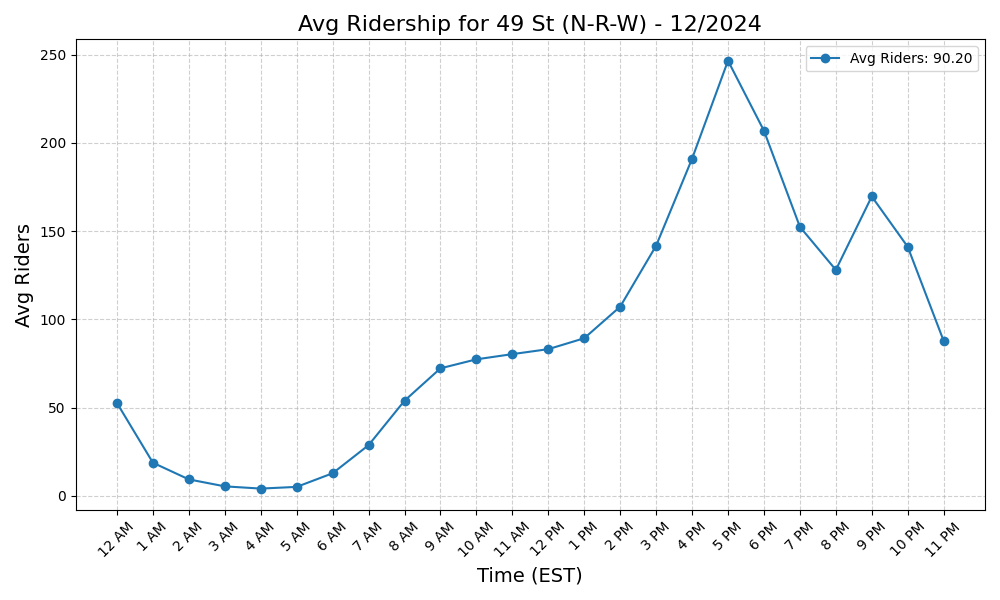 Avg Ridership for 49 St (N-R-W) - 12/2024
Avg Riders: 90.20
250
200
150
100
50
0
Avg Riders
12 AM
1 AM
2 AM
3 AM
4 AM
5 AM
6 AM
7 AM
8 AM
9 AM
10 AM
11 AM
12 PM
1 PM
2 PM
3 PM
4 PM
5 PM
6 PM
7 PM
8 PM
9 PM
10 PM
11 PM
Time (EST)